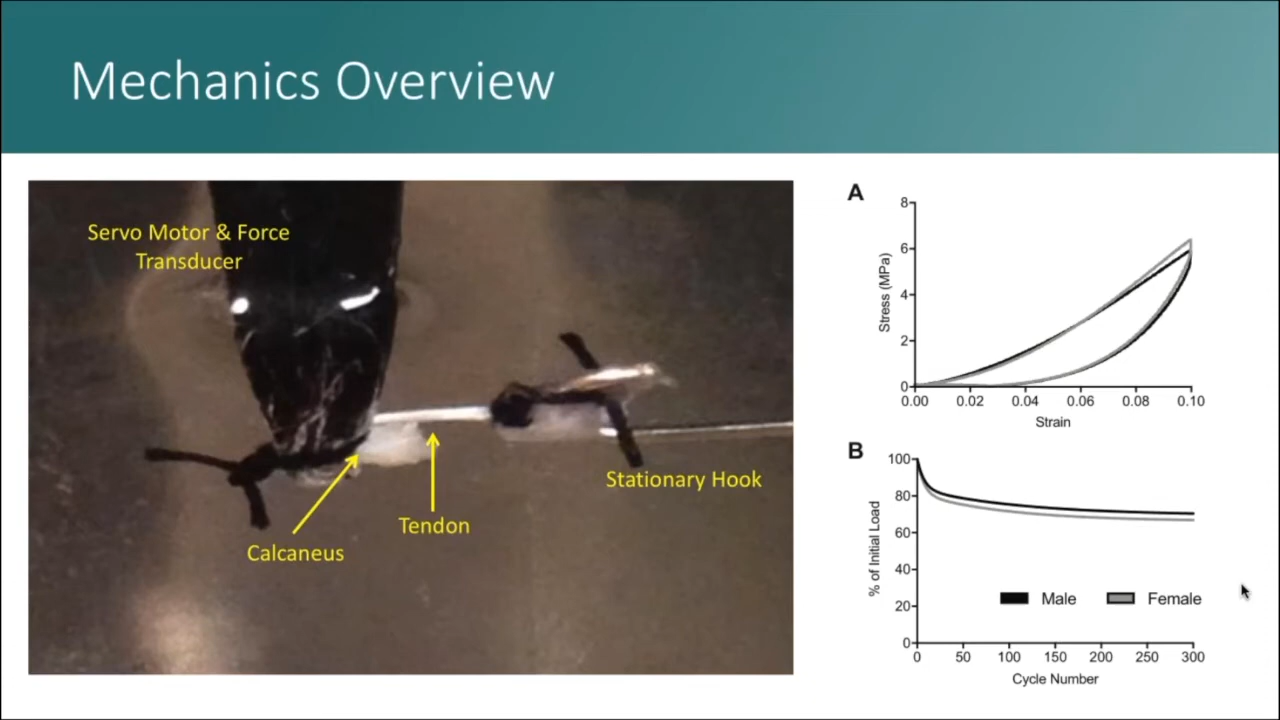 Mechanics Overview
Servo Motor & Force
Transducer
Stationary Hook
Tendon
Calcaneus
A
Stress (MPa)
8
6
4
2
0
0.00 0.02 0.04 0.06 0.08 0.10
Strain
B
% of Initial Load
100
80
60
40
20
0
Male Female
0 50 100 150 200 250 300
Cycle Number